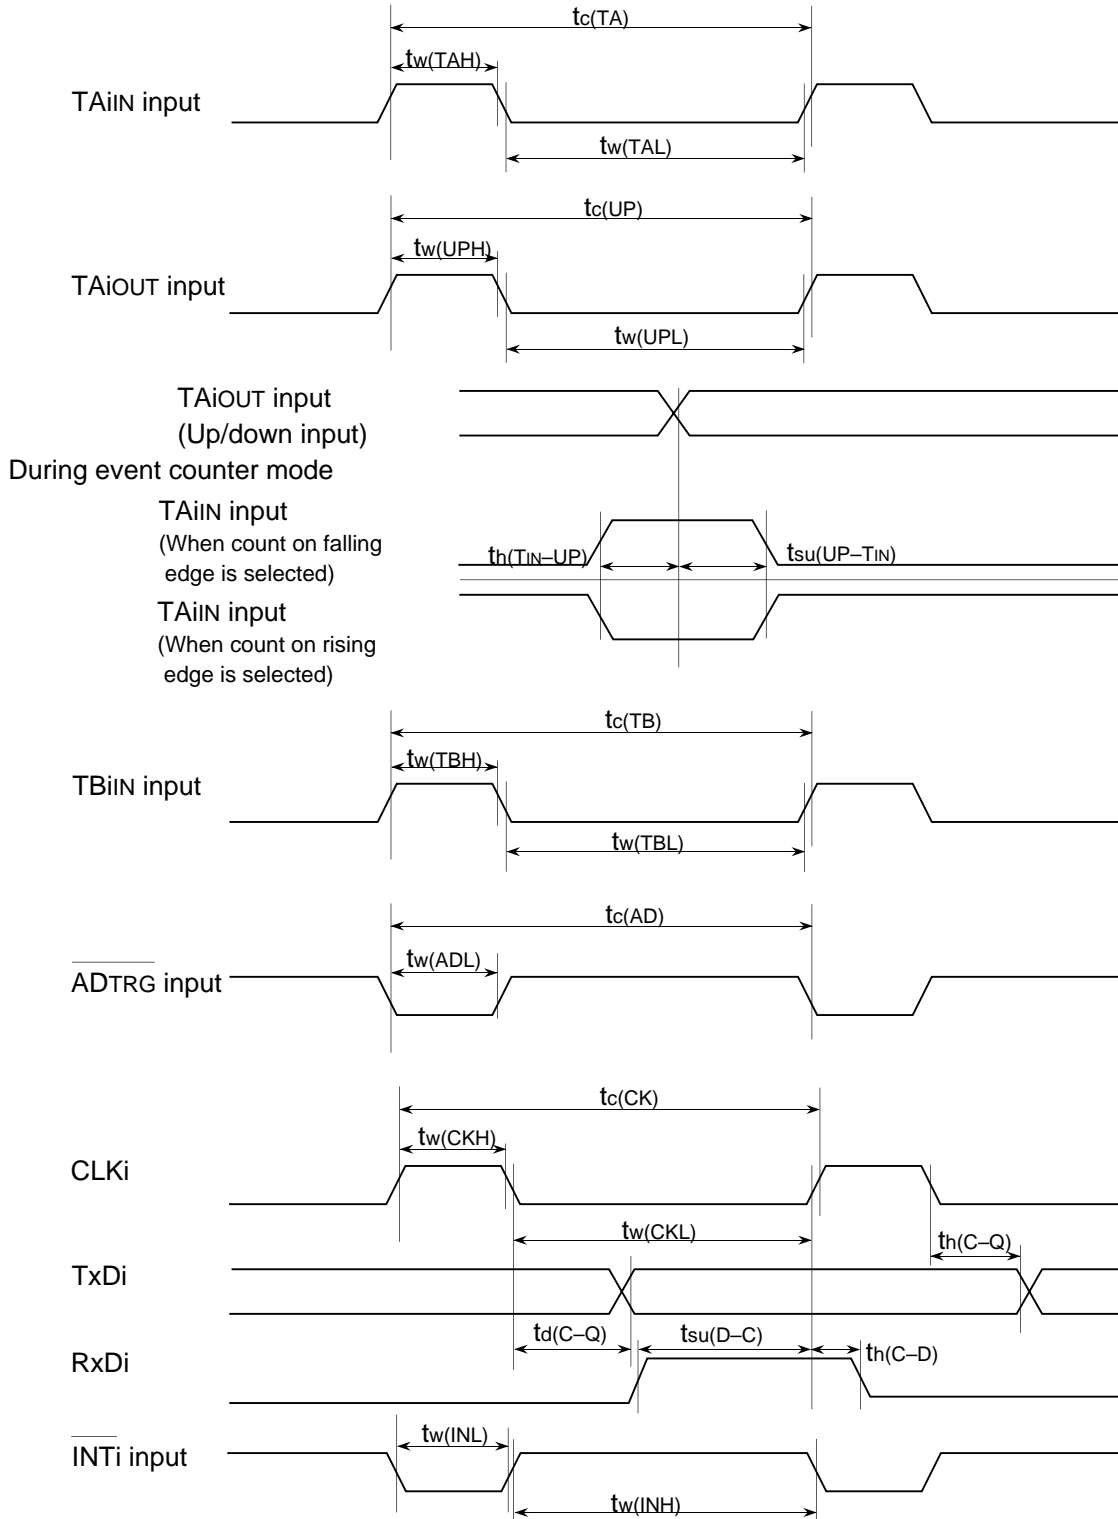 tc(TA)
tw(TAH)
TAiIN input
tw(TAL)
tc(UP)
tw(UPH)
TAiOUT input
tw(UPL)
TAiOUT input
(Up/down input)
During event counter mode
TAiIN input
(When count on falling
edge is selected)
th(TIN–UP)
tsu(UP–TIN)
TAiIN input
(When count on rising
edge is selected)
tc(TB)
tw(TBH)
TBiIN input
tw(TBL)
tc(AD)
tw(ADL)
ADTRG input
tc(CK)
tw(CKH)
CLKi
tw(CKL)
th(C–Q)
TxDi
td(C–Q)
tsu(D–C)
th(C–D)
RxDi
tw(INL)
INTi input
tw(INH)